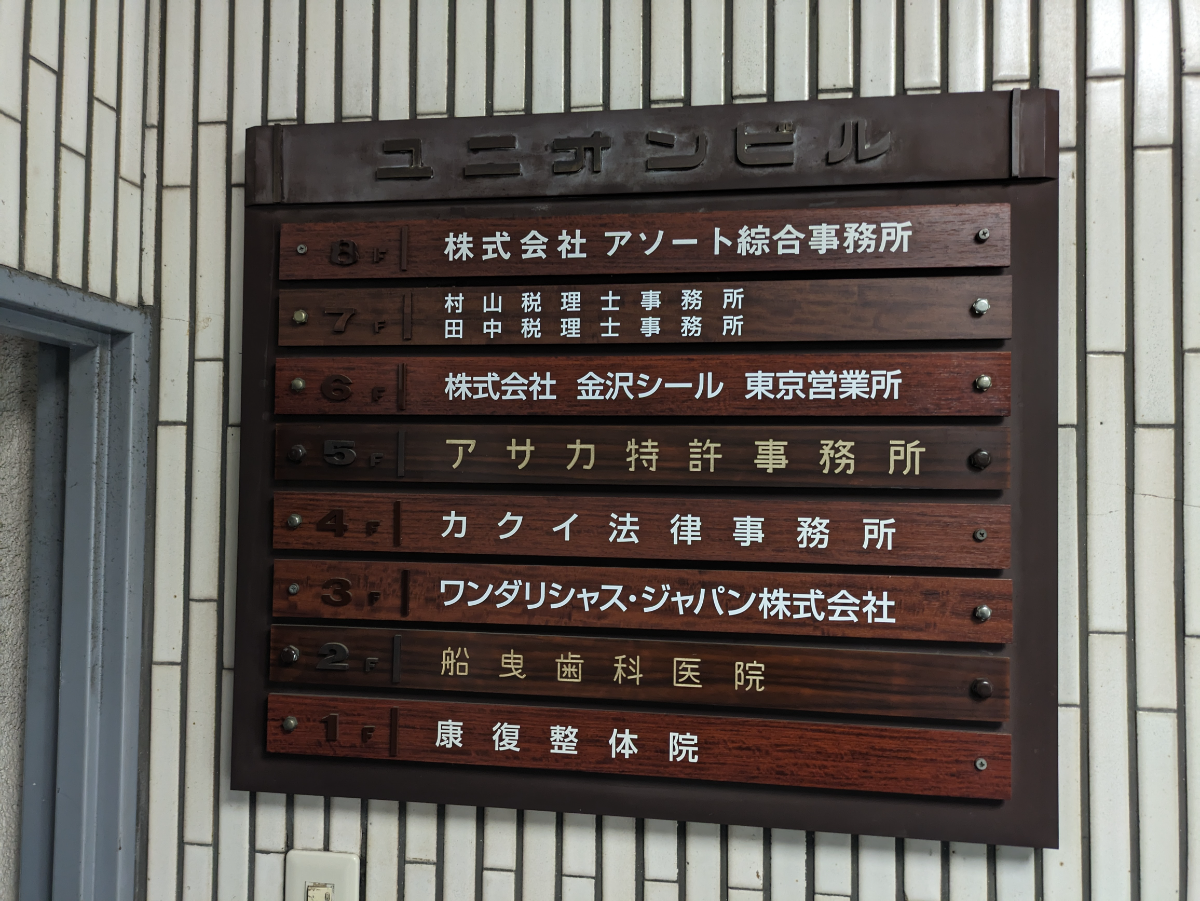 ユニオンビル
8F 株式会社 アソート綜合事務所
7F 村山税理士事務所
田中税理士事務所
6F 株式会社 金沢シール 東京営業所
5F アサカ特許事務所
4F カクイ法律事務所
3F ワンダリシャス・ジャパン株式会社
2F 船曳歯科医院
1F 康復整体院